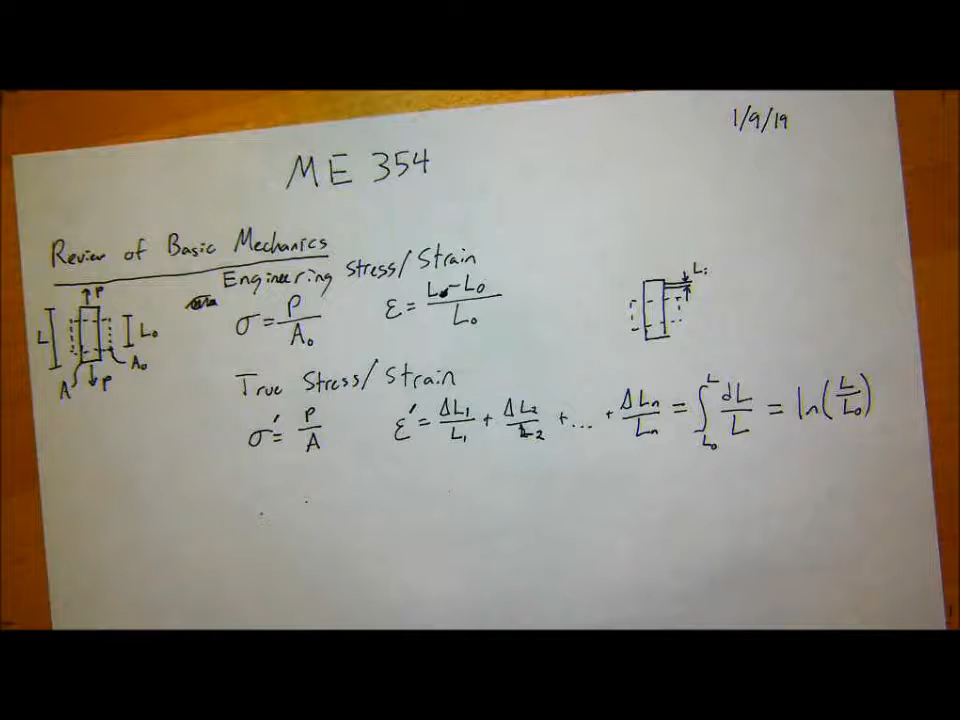 1/9/19
ME 354
Review of Basic Mechanics
Engineering Stress/Strain
σ = P/A₀
ε = (L - L₀)/L₀
P
L
L₀
A₀
A
P
Lᵢ
True Stress/Strain
σ' = P/A
ε' = ΔL₁/L₁ + ΔL₂/L₂ + ... + ΔLₙ/Lₙ = ∫_{L₀}^{L} dL/L = ln(L/L₀)